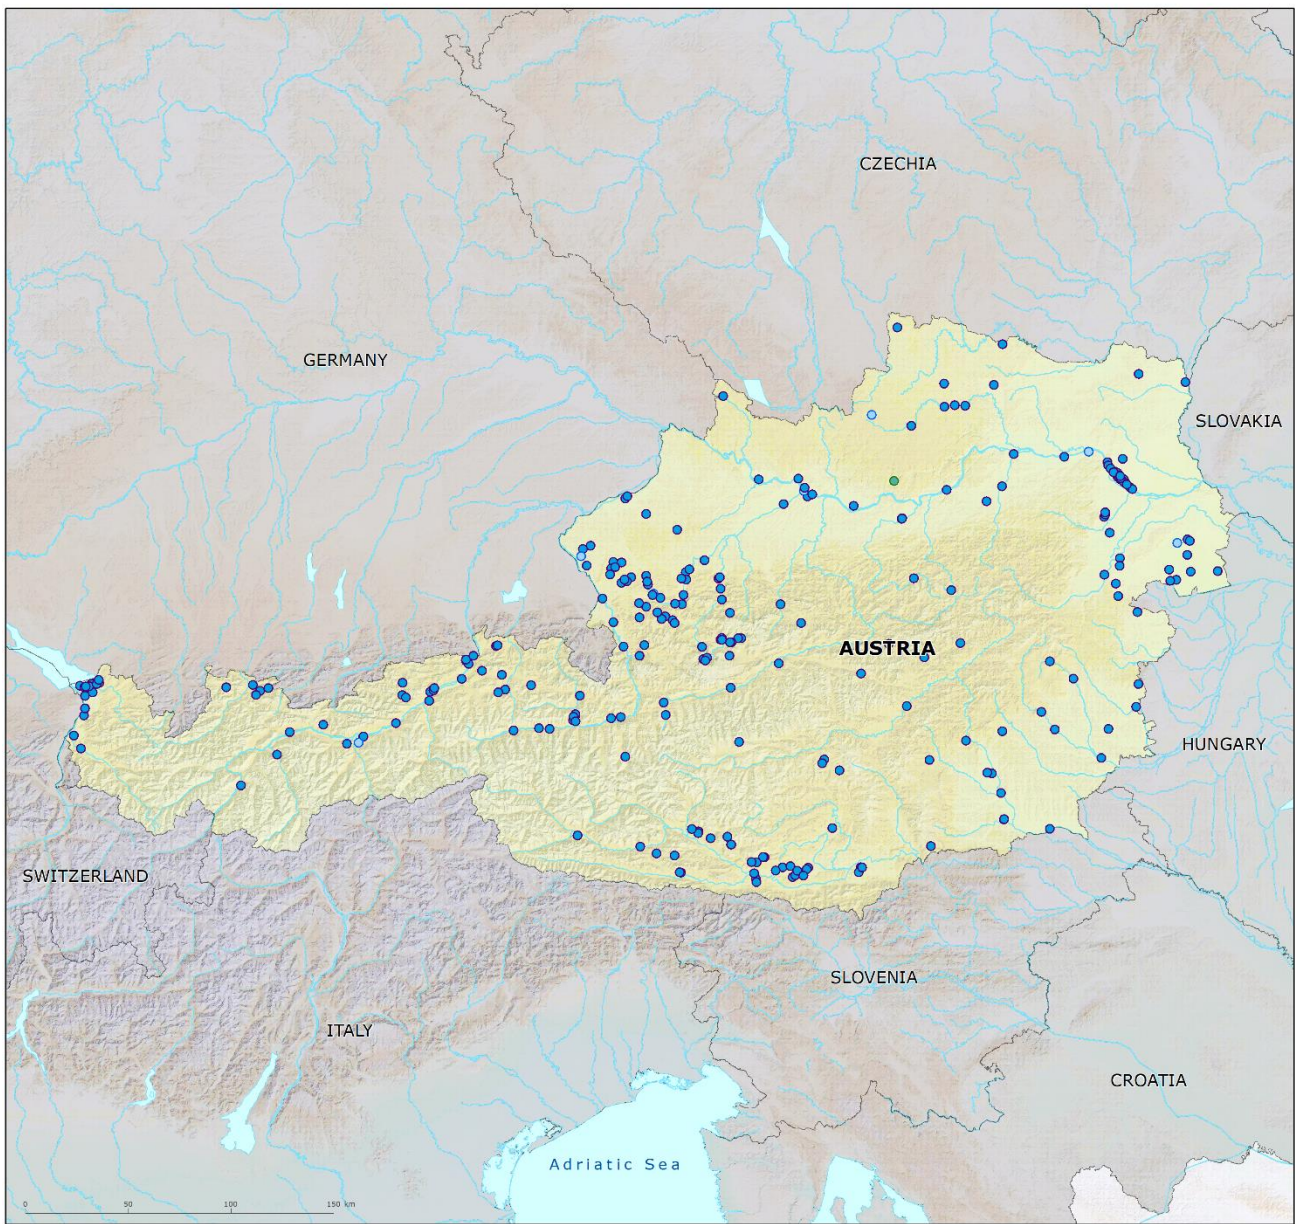 CZECHIA
GERMANY
SLOVAKIA
AUSTRIA
HUNGARY
SWITZERLAND
SLOVENIA
ITALY
CROATIA
Adriatic Sea
0 50 100 150 km